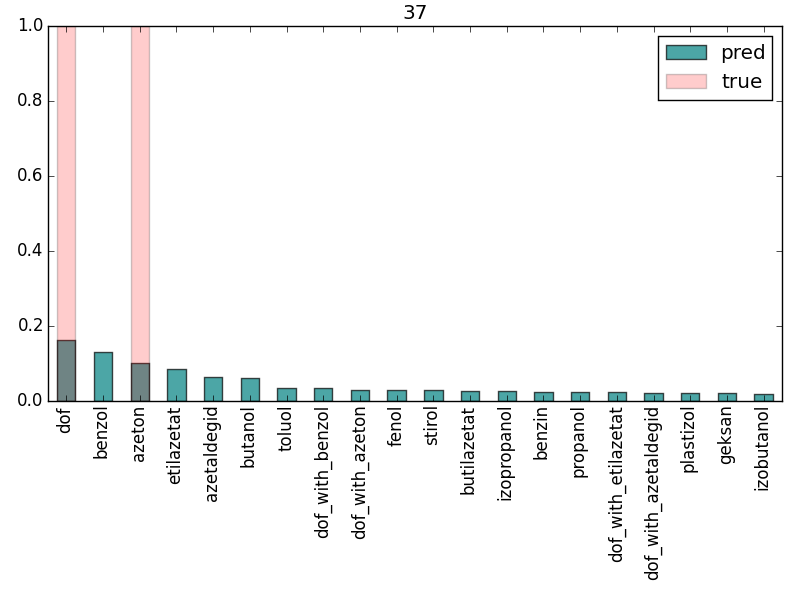 37
1.0
0.8
0.6
0.4
0.2
0.0
pred
true
dof
benzol
azeton
etilazetat
azetaldegid
butanol
toluol
dof_with_benzol
dof_with_azeton
fenol
stirol
butilazetat
izopropanol
benzin
propanol
dof_with_etilazetat
dof_with_azetaldegid
plastizol
geksan
izobutanol